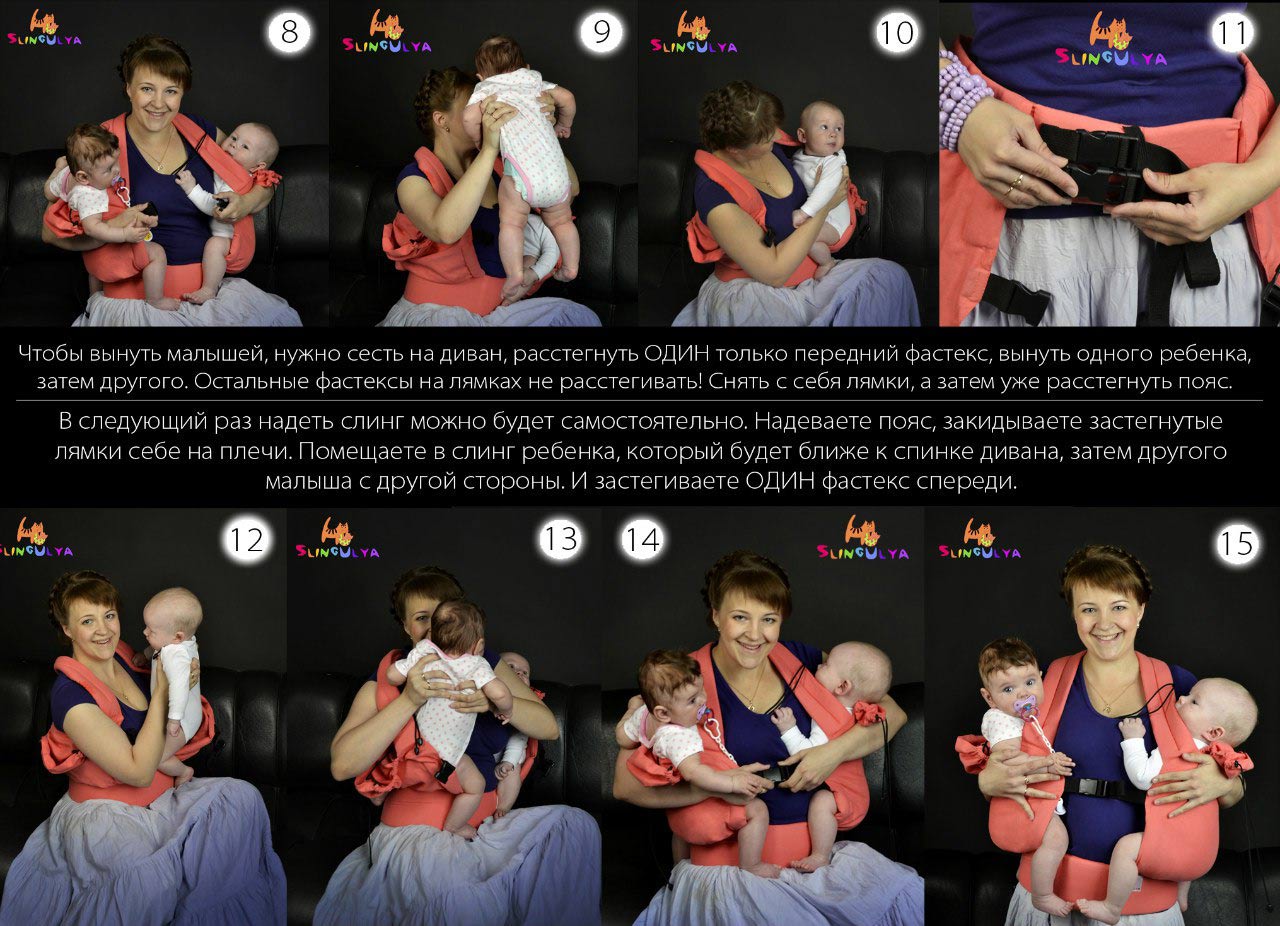 SLINGULYA
8
SLINGULYA
9
SLINGULYA
10
SLINGULYA
11
Чтобы вынуть малышей, нужно сесть на диван, расстегнуть ОДИН только передний фастекс, вынуть одного ребенка,
затем другого. Остальные фастексы на лямках не расстегивать! Снять с себя лямки, а затем уже расстегнуть пояс.
В следующий раз надеть слинг можно будет самостоятельно. Надеваете пояс, закидываете застегнутые
лямки себе на плечи. Помещаете в слинг ребенка, который будет ближе к спинке дивана, затем другого
малыша с другой стороны. И застегиваете ОДИН фастекс спереди.
SLINGULYA
12
SLINGULYA
13
14
SLINGULYA
SLINGULYA
15